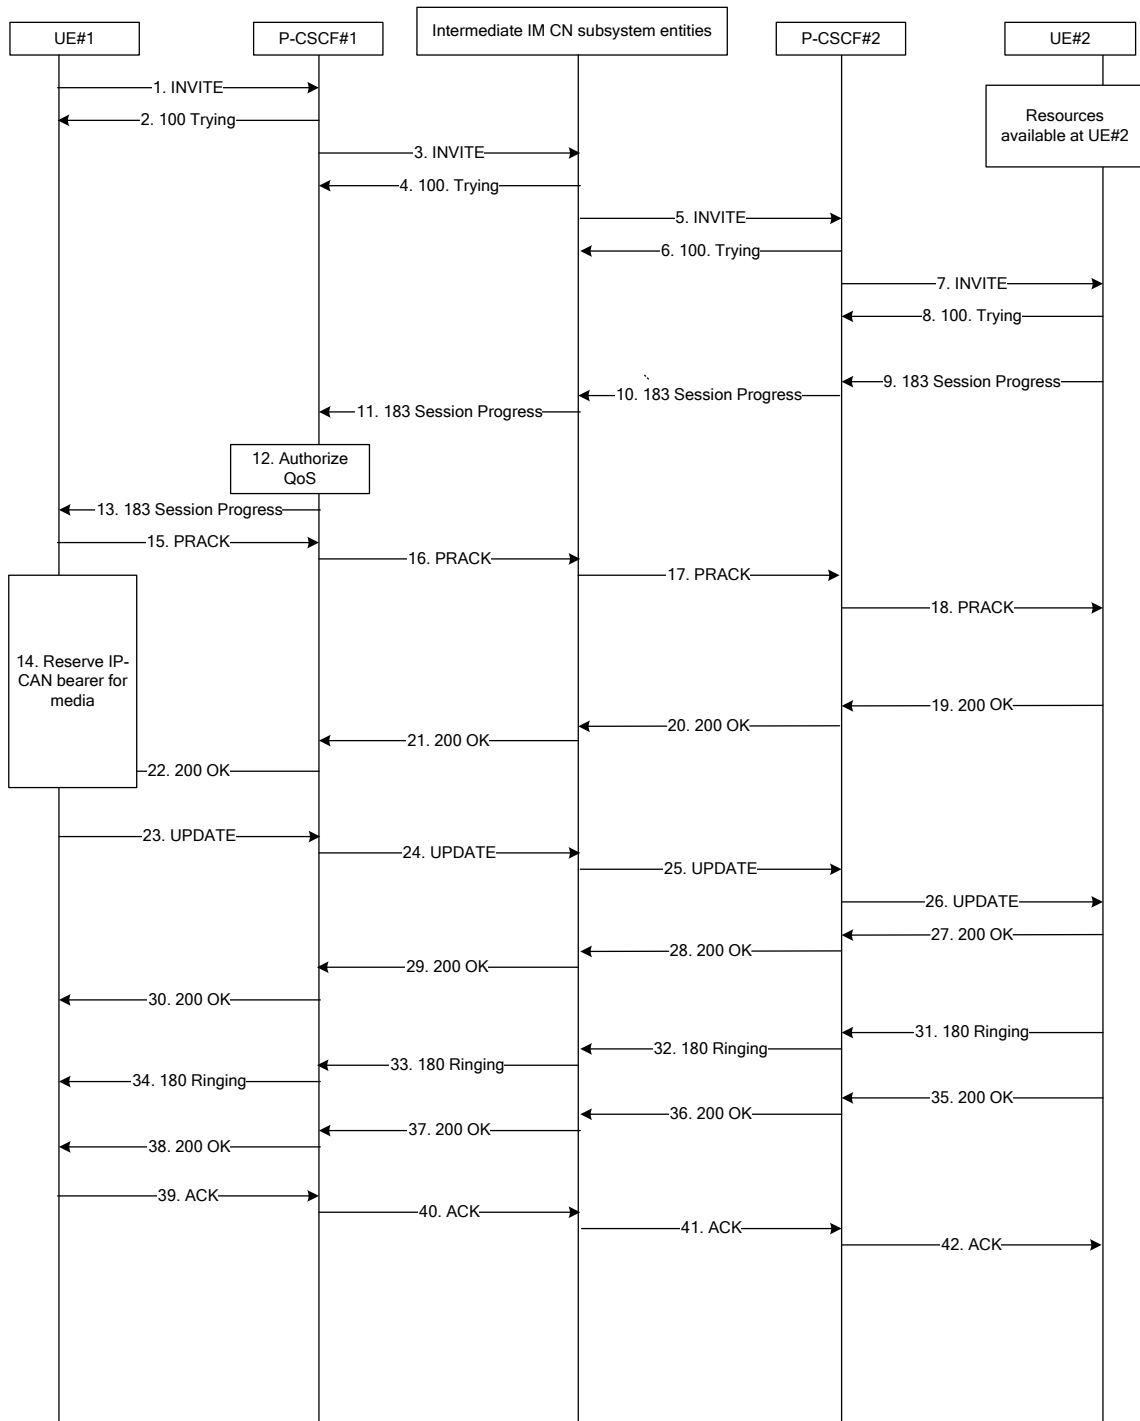 UE#1
P-CSCF#1
Intermediate IM CN subsystem entities
P-CSCF#2
UE#2
1. INVITE
Resources
available at UE#2
2. 100 Trying
3. INVITE
4. 100. Trying
5. INVITE
6. 100. Trying
7. INVITE
8. 100. Trying
9. 183 Session Progress
10. 183 Session Progress
11. 183 Session Progress
12. Authorize
QoS
13. 183 Session Progress
15. PRACK
16. PRACK
17. PRACK
18. PRACK
14. Reserve IP-
CAN bearer for
media
19. 200 OK
20. 200 OK
21. 200 OK
22. 200 OK
23. UPDATE
24. UPDATE
25. UPDATE
26. UPDATE
27. 200 OK
28. 200 OK
29. 200 OK
30. 200 OK
31. 180 Ringing
32. 180 Ringing
33. 180 Ringing
34. 180 Ringing
35. 200 OK
36. 200 OK
37. 200 OK
38. 200 OK
39. ACK
40. ACK
41. ACK
42. ACK